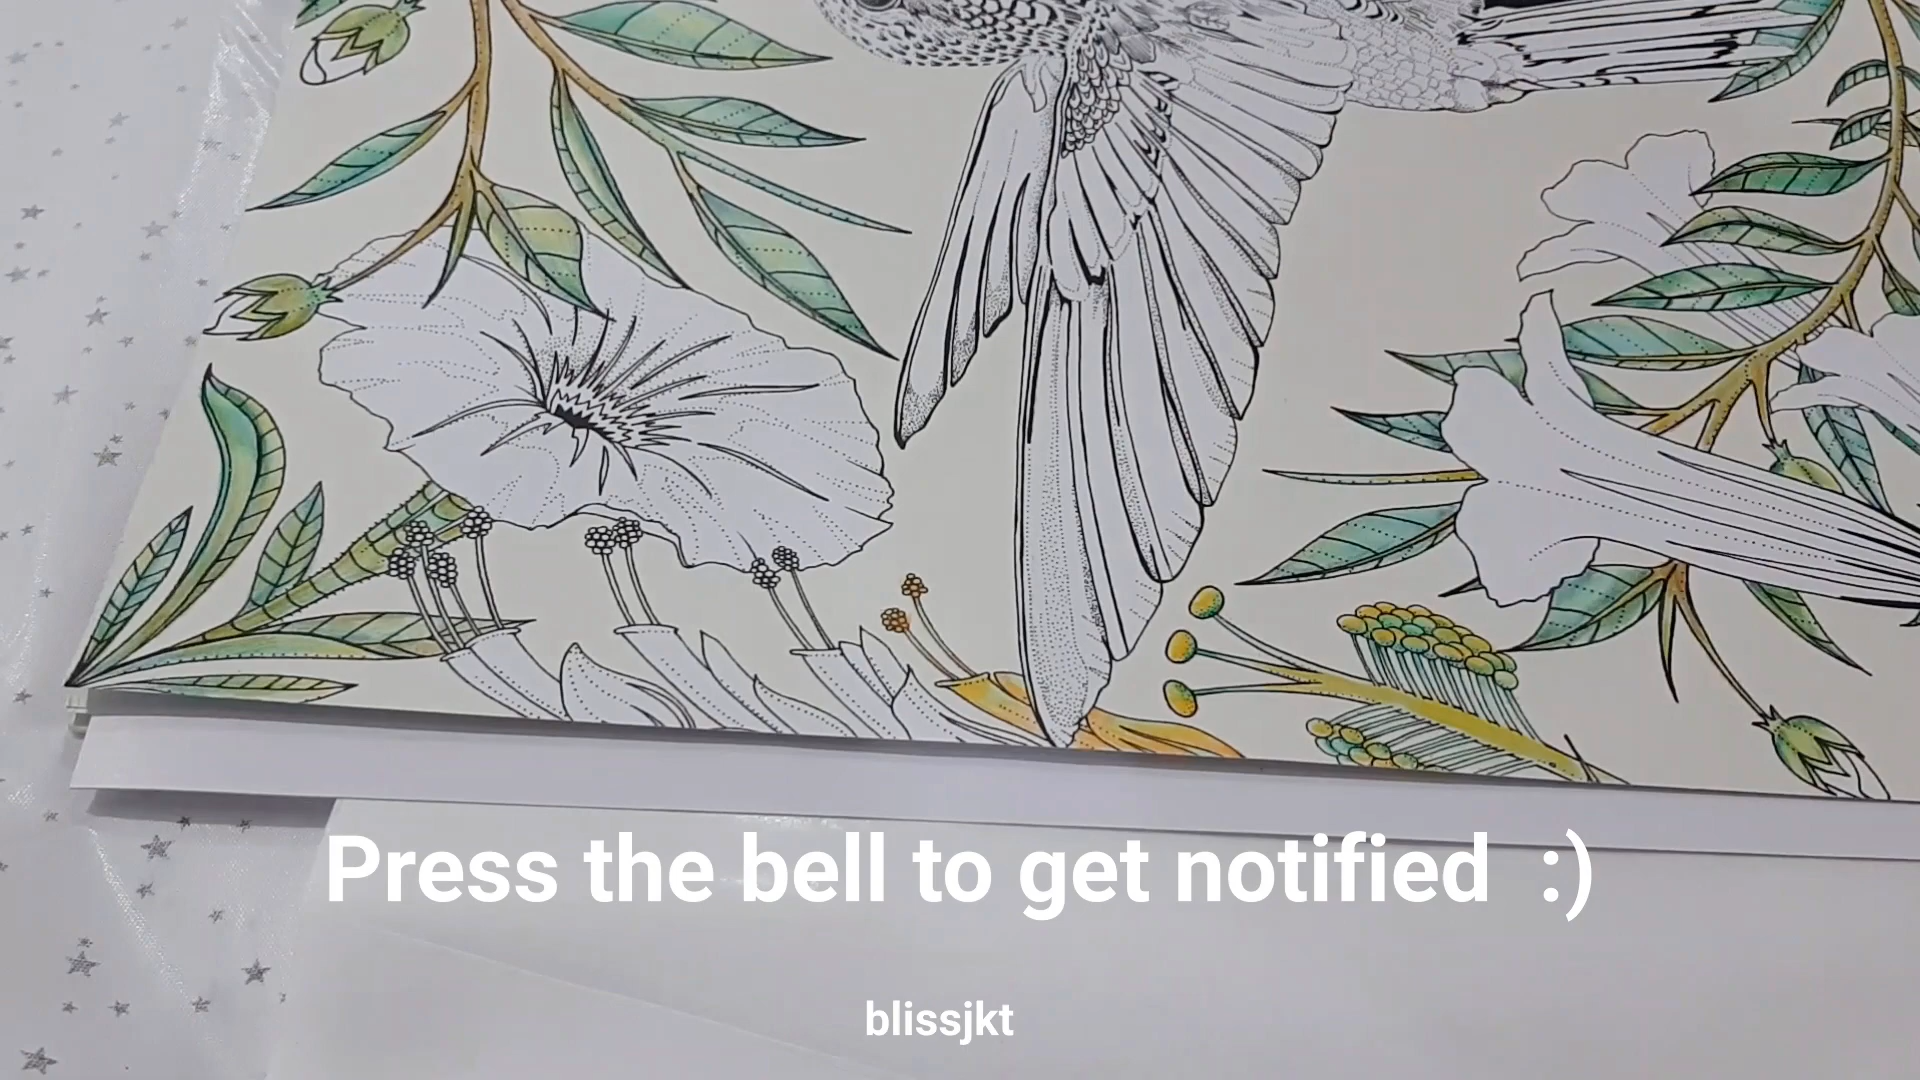 Press the bell to get notified :)
blissjkt